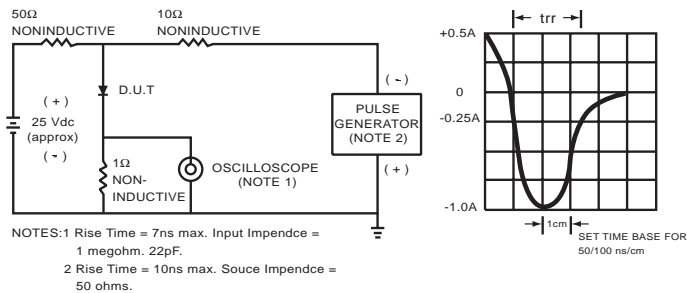 50Ω
NONINDUCTIVE
10Ω
NONINDUCTIVE
(+)
25 Vdc
(approx)
(-)
D.U.T
1Ω
NON-
INDUCTIVE
OSCILLOSCOPE
(NOTE 1)
(-)
PULSE
GENERATOR
(NOTE 2)
(+)
NOTES:1 Rise Time = 7ns max. Input Impendce =
1 megohm. 22pF.
2 Rise Time = 10ns max. Souce Impendce =
50 ohms.
trr
+0.5A
0
-0.25A
-1.0A
1cm
SET TIME BASE FOR
50/100 ns/cm